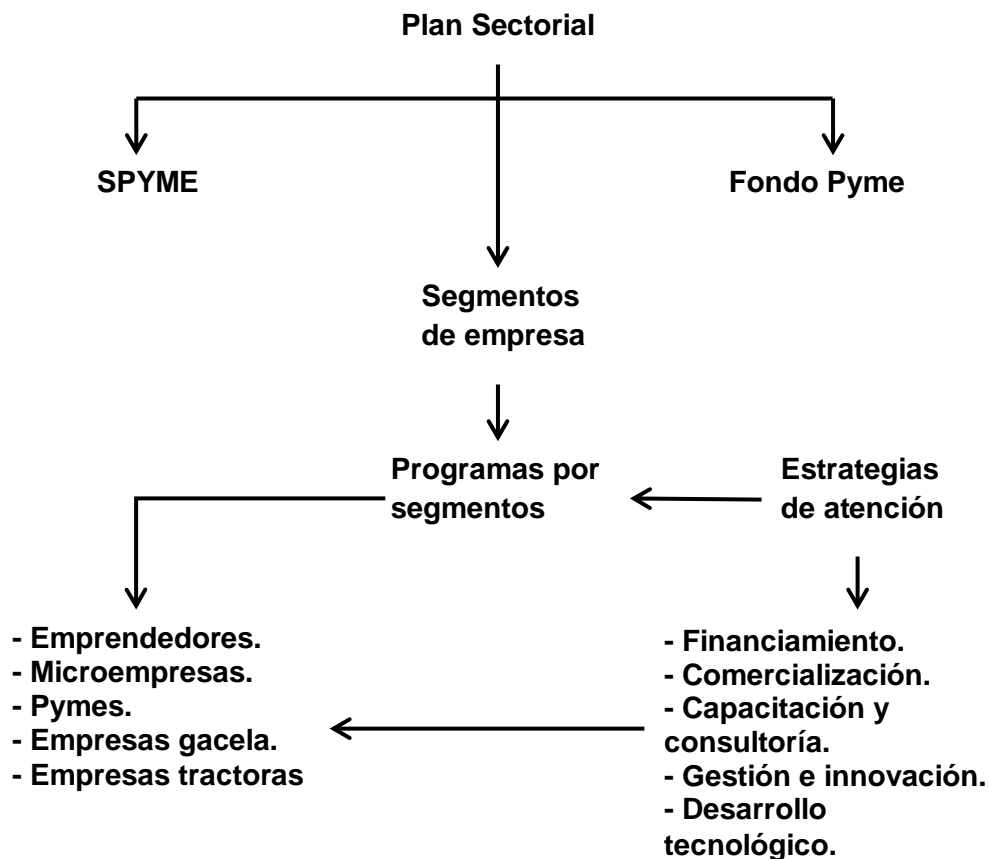 Plan Sectorial
SPYME
Fondo Pyme
Segmentos
de empresa
Programas por
segmentos
Estrategias
de atención
- Emprendedores.
- Microempresas.
- Pymes.
- Empresas gacela.
- Empresas tractoras
- Financiamiento.
- Comercialización.
- Capacitación y
consultoría.
- Gestión e innovación.
- Desarrollo
tecnológico.